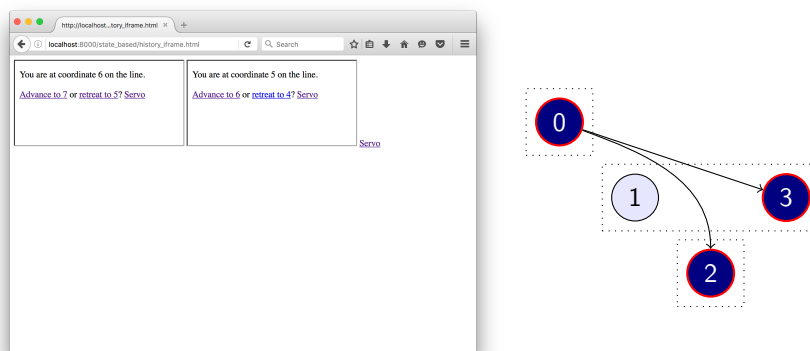 http://localhost...tory_iframe.html × +
localhost:8000/state_based/history_iframe.html C Search
You are at coordinate 6 on the line.
Advance to 7 or retreat to 5? Servo
You are at coordinate 5 on the line.
Advance to 6 or retreat to 4? Servo
Servo
0
1
3
2